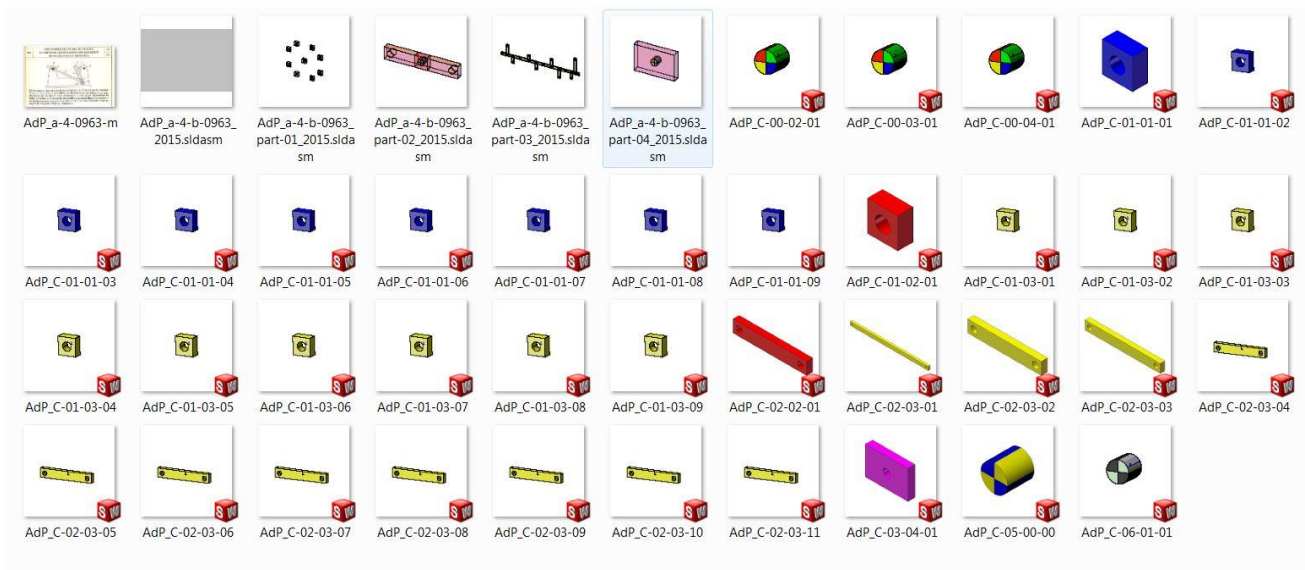 AdP_a-4-0963-m
AdP_a-4-b-0963_
2015.sldasm
AdP_a-4-b-0963_
part-01_2015.slda
sm
AdP_a-4-b-0963_
part-02_2015.slda
sm
AdP_a-4-b-0963_
part-03_2015.slda
sm
AdP_a-4-b-0963_
part-04_2015.slda
sm
AdP_C-00-02-01
AdP_C-00-03-01
AdP_C-00-04-01
AdP_C-01-01-01
AdP_C-01-01-02
AdP_C-01-01-03
AdP_C-01-01-04
AdP_C-01-01-05
AdP_C-01-01-06
AdP_C-01-01-07
AdP_C-01-01-08
AdP_C-01-01-09
AdP_C-01-02-01
AdP_C-01-03-01
AdP_C-01-03-02
AdP_C-01-03-03
AdP_C-01-03-04
AdP_C-01-03-05
AdP_C-01-03-06
AdP_C-01-03-07
AdP_C-01-03-08
AdP_C-01-03-09
AdP_C-02-02-01
AdP_C-02-03-01
AdP_C-02-03-02
AdP_C-02-03-03
AdP_C-02-03-04
AdP_C-02-03-05
AdP_C-02-03-06
AdP_C-02-03-07
AdP_C-02-03-08
AdP_C-02-03-09
AdP_C-02-03-10
AdP_C-02-03-11
AdP_C-03-04-01
AdP_C-05-00-00
AdP_C-06-01-01